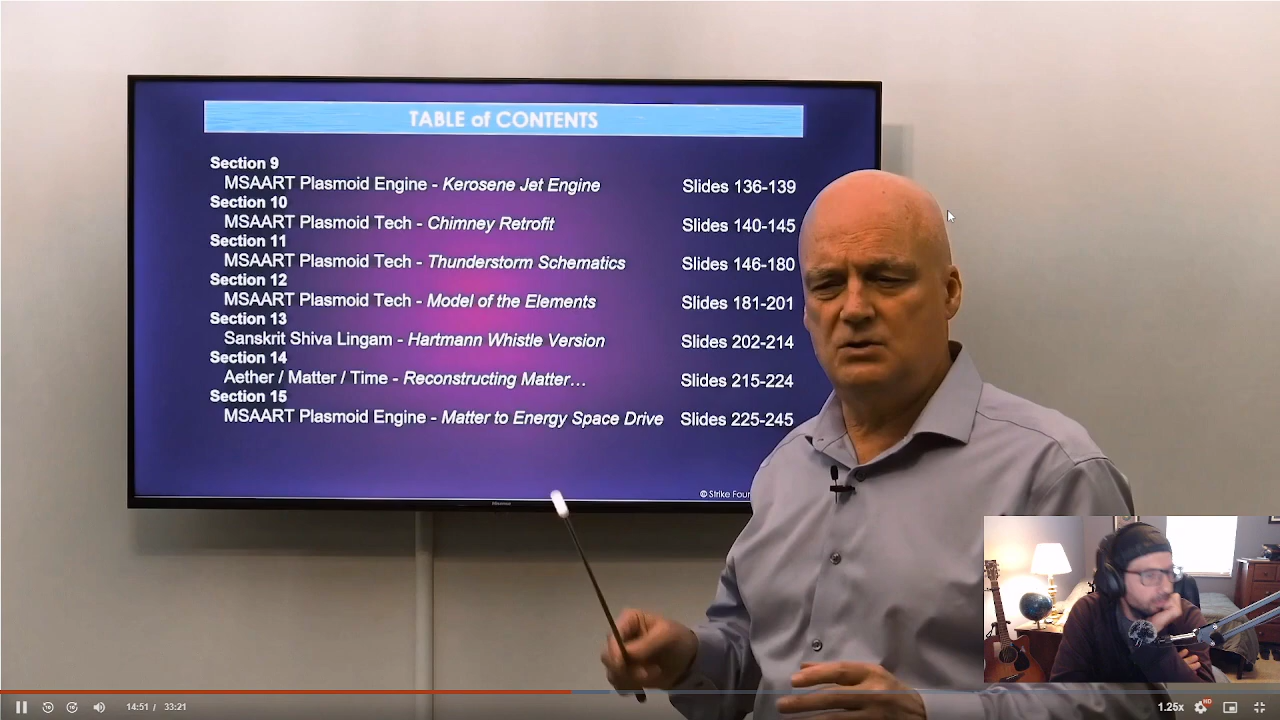 TABLE of CONTENTS
Section 9
MSAART Plasmoid Engine - Kerosene Jet Engine Slides 136-139
Section 10
MSAART Plasmoid Tech - Chimney Retrofit Slides 140-145
Section 11
MSAART Plasmoid Tech - Thunderstorm Schematics Slides 146-180
Section 12
MSAART Plasmoid Tech - Model of the Elements Slides 181-201
Section 13
Sanskrit Shiva Lingam - Hartmann Whistle Version Slides 202-214
Section 14
Aether / Matter / Time - Reconstructing Matter... Slides 215-224
Section 15
MSAART Plasmoid Engine - Matter to Energy Space Drive Slides 225-245
© Strike Four
Hisense
14:51 / 33:21
1.25x
HD